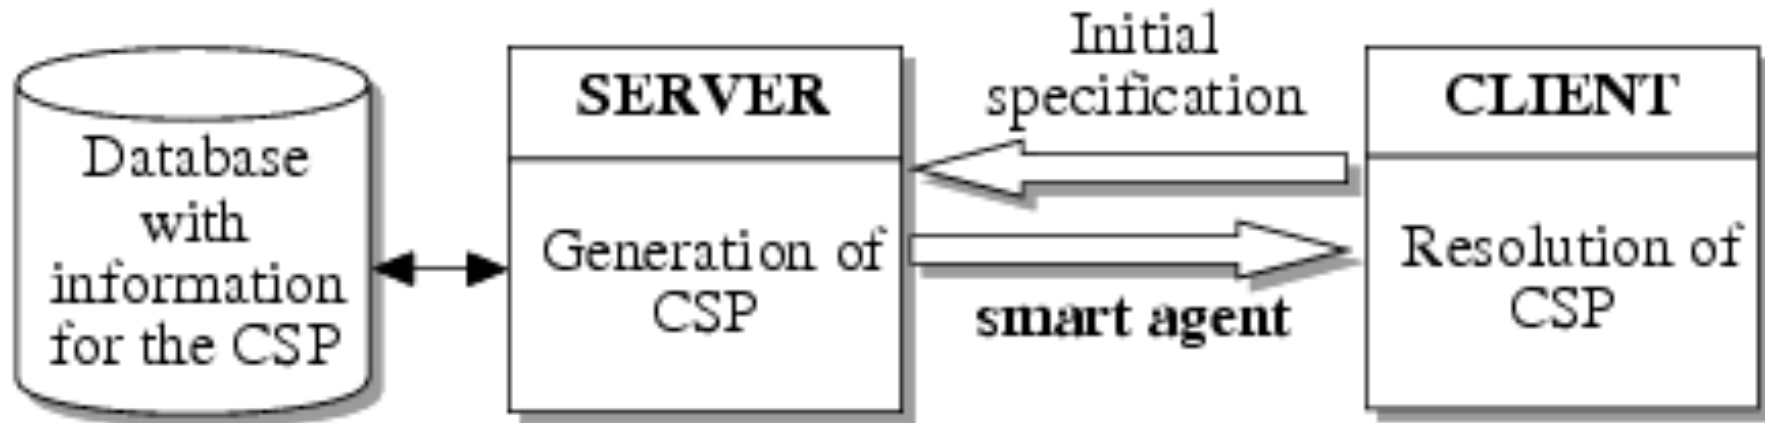 Database
with
information
for the CSP
SERVER
Generation of
CSP
Initial
specification
smart agent
CLIENT
Resolution of
CSP